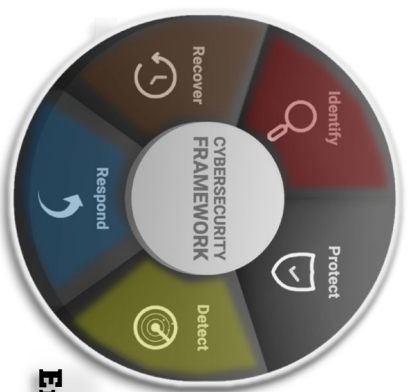 Identify
Protect
Detect
Respond
Recover
CYBERSECURITY
FRAMEWORK